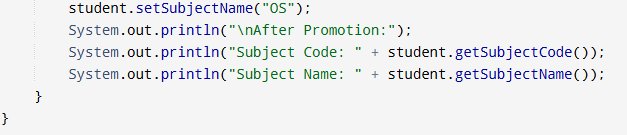 student.setSubjectName("OS");
System.out.println("\nAfter Promotion:");
System.out.println("Subject Code: " + student.getSubjectCode());
System.out.println("Subject Name: " + student.getSubjectName());
}
}